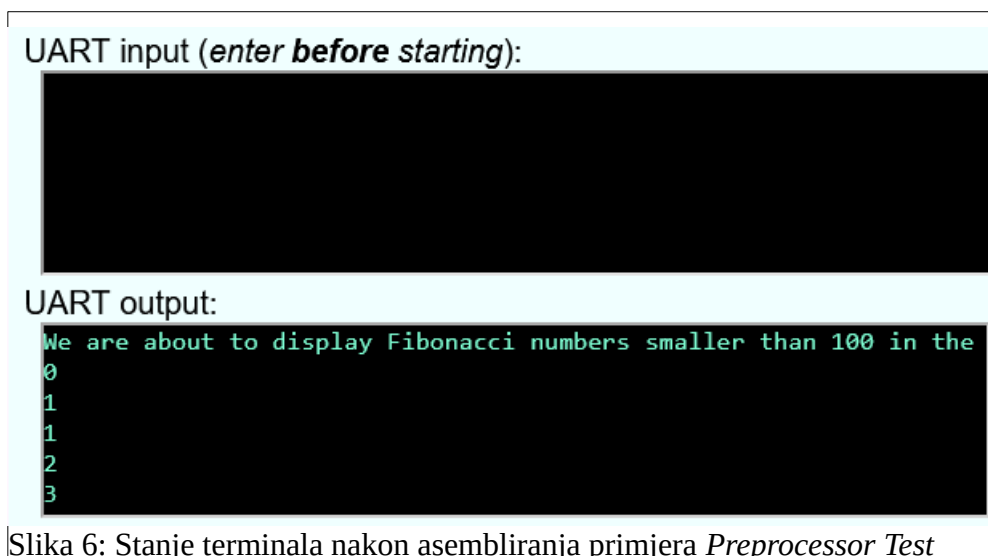 UART input (enter before starting):
UART output:
We are about to display Fibonacci numbers smaller than 100 in the
0
1
1
2
3
Slika 6: Stanje terminala nakon asembliranja primjera Preprocessor Test